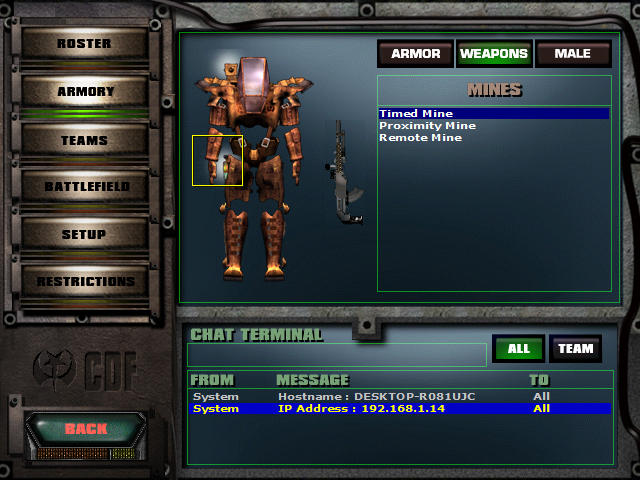 ROSTER
ARMORY
TEAMS
BATTLEFIELD
SETUP
RESTRICTIONS
CDF
BACK
ARMOR WEAPONS MALE
MINES
Timed Mine
Proximity Mine
Remote Mine
CHAT TERMINAL
ALL TEAM
FROM MESSAGE TO
System Hostname : DESKTOP-R081UJC All
System IP Address : 192.168.1.14 All